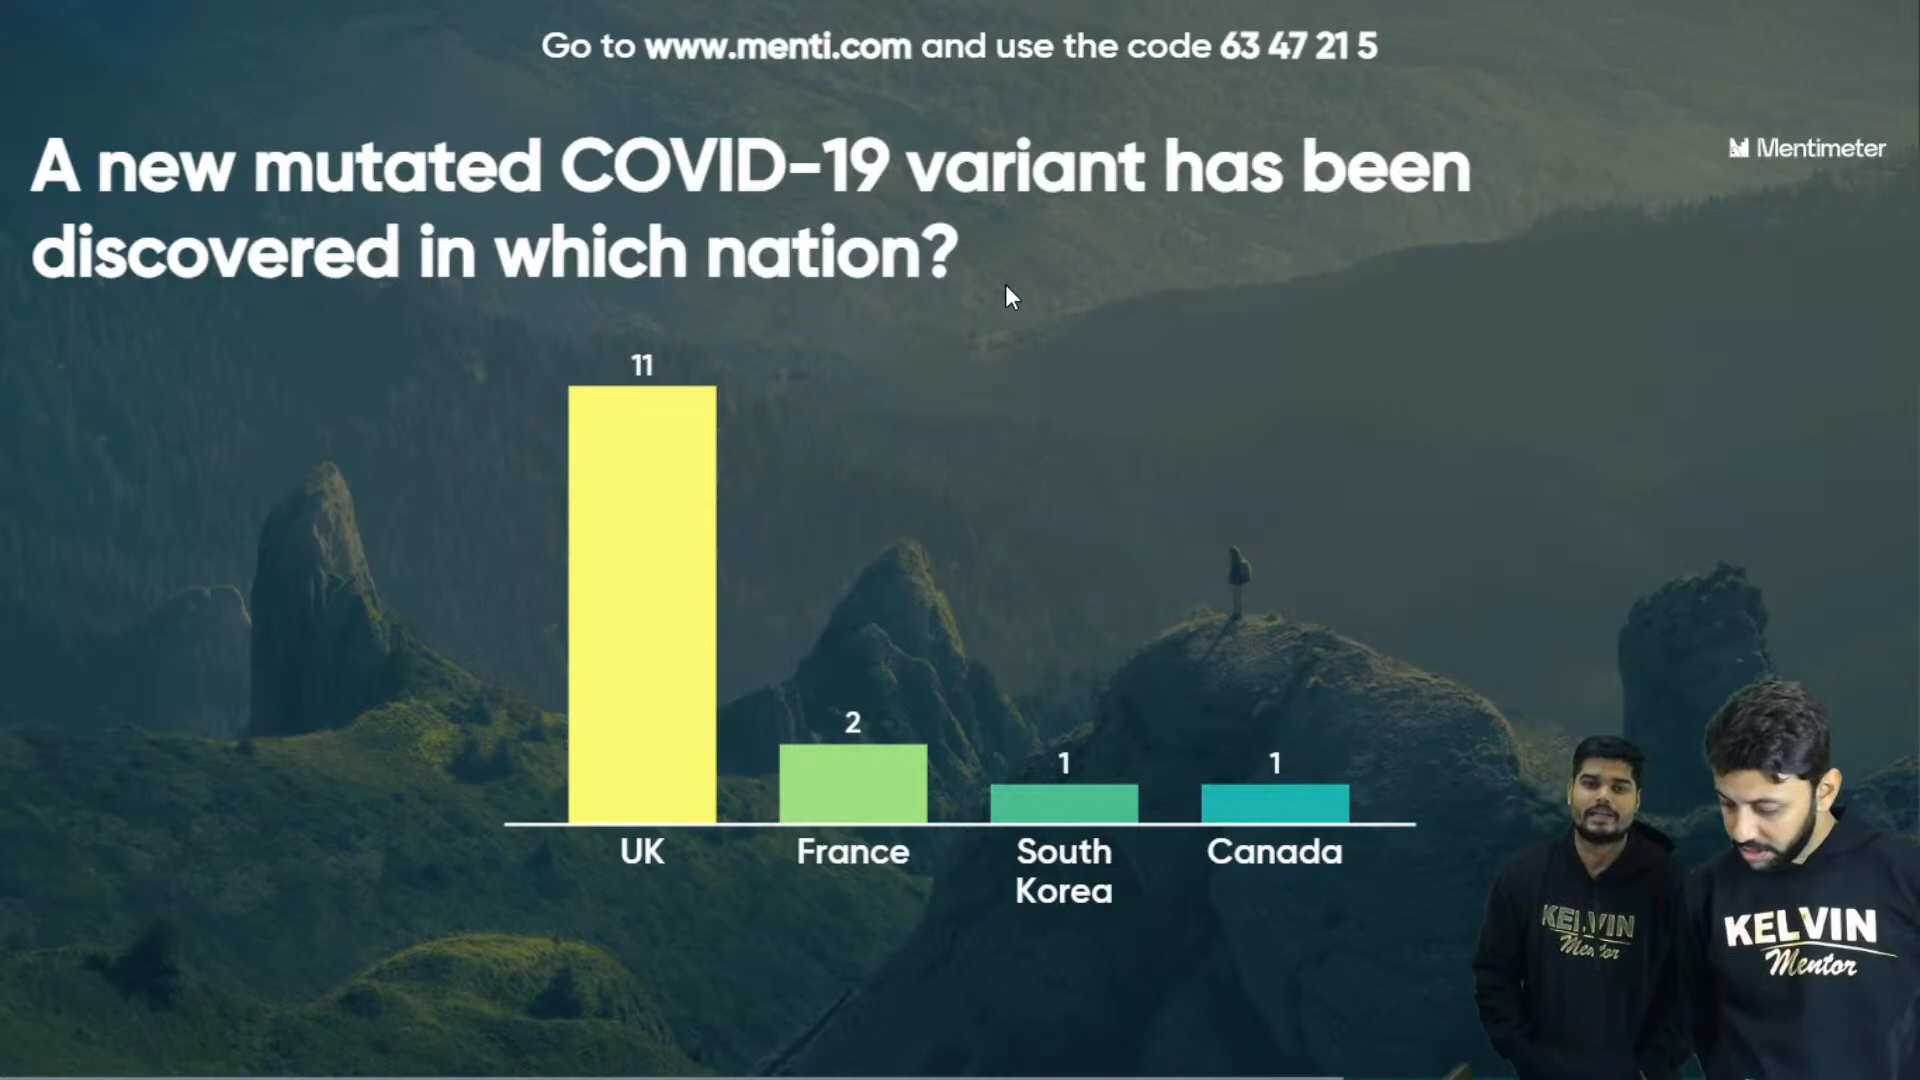 Go to www.menti.com and use the code 63 47 21 5
A new mutated COVID-19 variant has been
discovered in which nation?
Mentimeter
11
2
1
1
UK
France
South
Korea
Canada
KELVIN
Mentor
KELVIN
Mentor